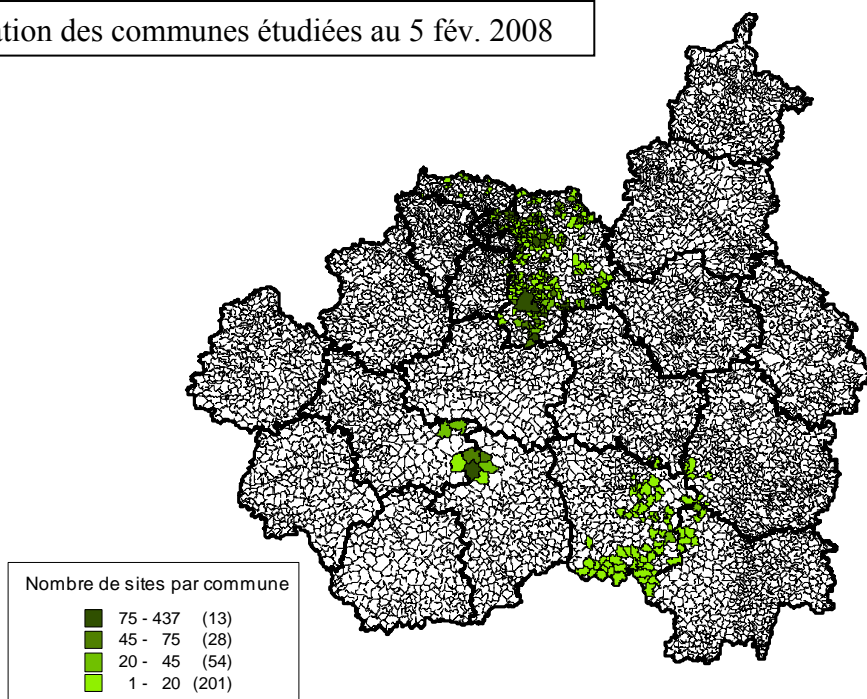 des communes étudiées au 5 fév. 2008
Nombre de sites par commune
75 - 437 (13)
45 - 75 (28)
20 - 45 (54)
1 - 20 (201)